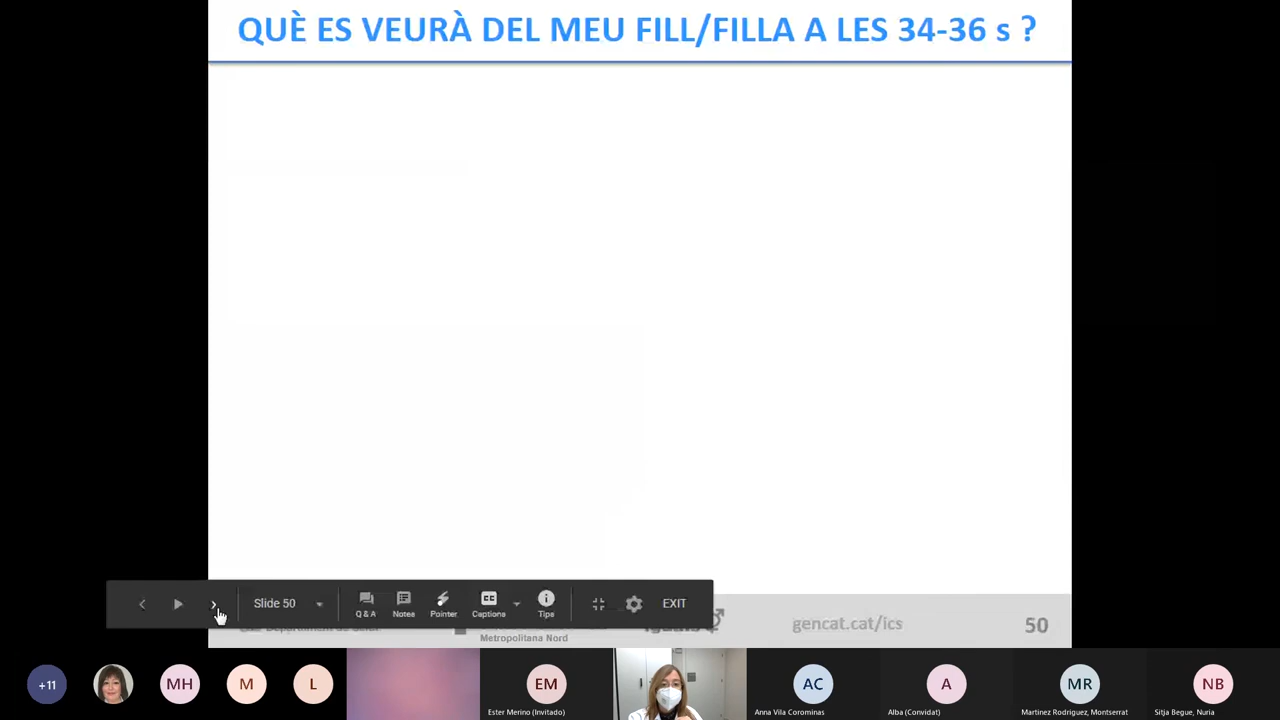 QUÈ ES VEURÀ DEL MEU FILL/FILLA A LES 34-36 s ?
Slide 50
Q & A
Notes
Pointer
Captions
Tips
EXIT
Metropolitana Nord
gencat.cat/ics
50
+11
MH
M
L
EM
AC
A
MR
NB
Ester Merino (Invitado)
Anna Vila Corominas
Alba (Convidat)
Martinez Rodriguez, Montserrat
Sitja Begue, Nuria